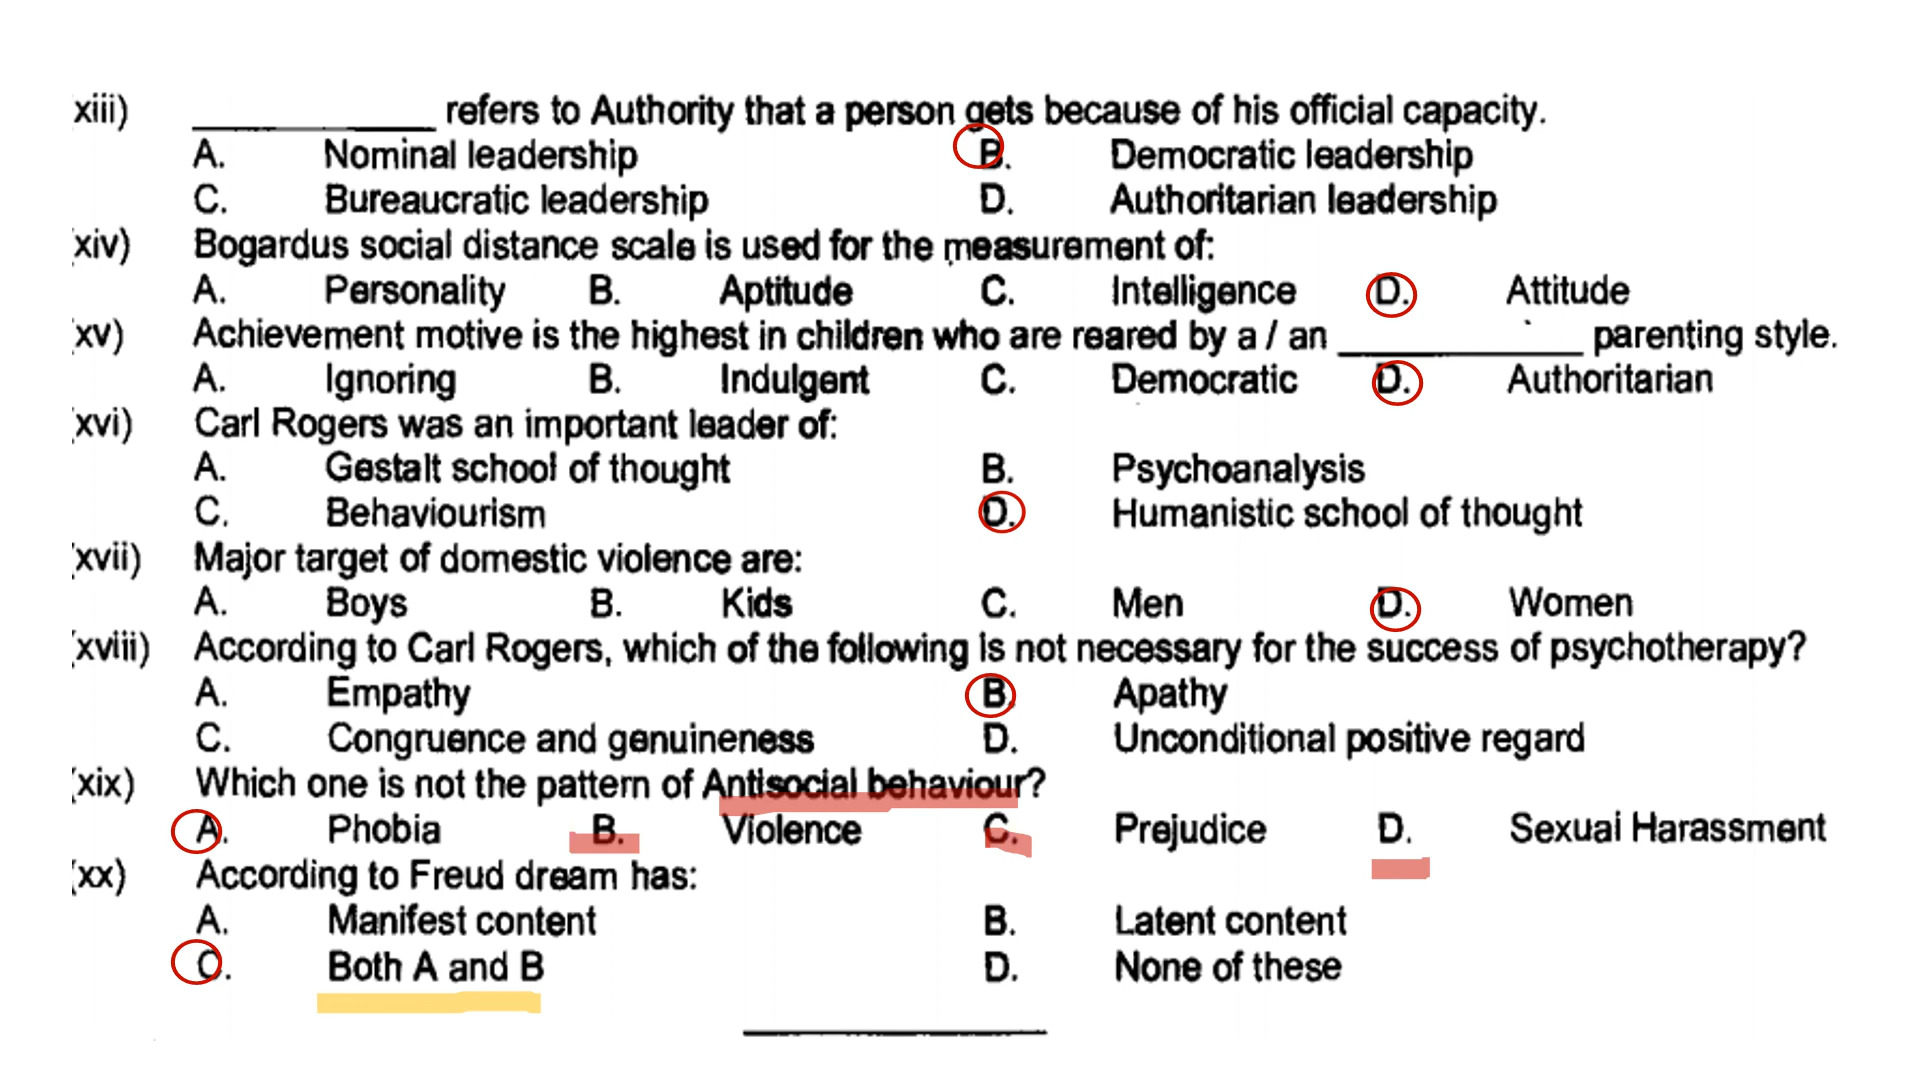 xiii) ____________ refers to Authority that a person gets because of his official capacity.
A. Nominal leadership B. Democratic leadership
C. Bureaucratic leadership D. Authoritarian leadership
xiv) Bogardus social distance scale is used for the measurement of:
A. Personality B. Aptitude C. Intelligence D. Attitude
xv) Achievement motive is the highest in children who are reared by a / an ____________ parenting style.
A. Ignoring B. Indulgent C. Democratic D. Authoritarian
xvi) Carl Rogers was an important leader of:
A. Gestalt school of thought B. Psychoanalysis
C. Behaviourism D. Humanistic school of thought
(xvii) Major target of domestic violence are:
A. Boys B. Kids C. Men D. Women
(xviii) According to Carl Rogers, which of the following is not necessary for the success of psychotherapy?
A. Empathy B. Apathy
C. Congruence and genuineness D. Unconditional positive regard
(xix) Which one is not the pattern of Antisocial behaviour?
A. Phobia B. Violence C. Prejudice D. Sexual Harassment
(xx) According to Freud dream has:
A. Manifest content B. Latent content
C. Both A and B D. None of these